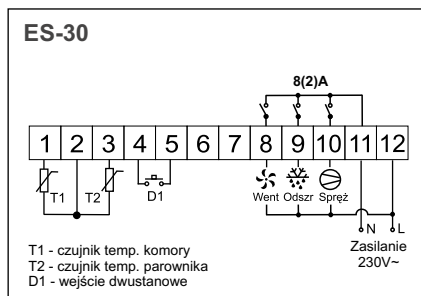 ES-30
8(2)A
1 2 3 4 5 6 7 8 9 10 11 12
T1 T2 D1 Went Odszr Spręż
N L
Zasilanie
230V~
T1 - czujnik temp. komory
T2 - czujnik temp. parownika
D1 - wejście dwustanowe